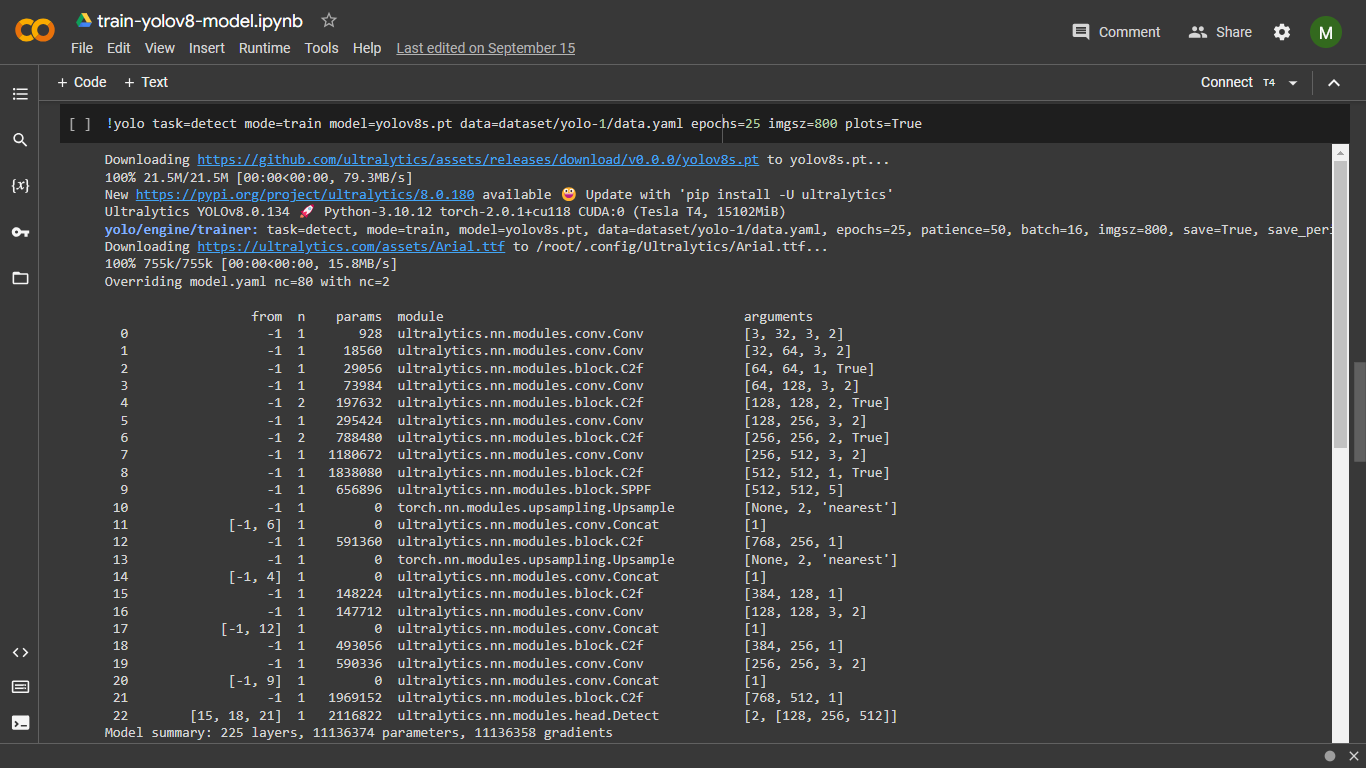 train-yolov8-model.ipynb
Comment
Share
M
File Edit View Insert Runtime Tools Help Last edited on September 15
+ Code + Text
Connect T4
[ ] !yolo task=detect mode=train model=yolov8s.pt data=dataset/yolo-1/data.yaml epochs=25 imgsz=800 plots=True
{x}
Downloading https://github.com/ultralytics/assets/releases/download/v0.0.0/yolov8s.pt to yolov8s.pt...
100% 21.5M/21.5M [00:00<00:00, 79.3MB/s]
New https://pypi.org/project/ultralytics/8.0.180 available 😃 Update with 'pip install -U ultralytics'
Ultralytics YOLOv8.0.134 🚀 Python-3.10.12 torch-2.0.1+cu118 CUDA:0 (Tesla T4, 15102MiB)
yolo/engine/trainer: task=detect, mode=train, model=yolov8s.pt, data=dataset/yolo-1/data.yaml, epochs=25, patience=50, batch=16, imgsz=800, save=True, save_peri
Downloading https://ultralytics.com/assets/Arial.ttf to /root/.config/Ultralytics/Arial.ttf...
100% 755k/755k [00:00<00:00, 15.8MB/s]
Overriding model.yaml nc=80 with nc=2
from n params module arguments
0 -1 1 928 ultralytics.nn.modules.conv.Conv [3, 32, 3, 2]
1 -1 1 18560 ultralytics.nn.modules.conv.Conv [32, 64, 3, 2]
2 -1 1 29056 ultralytics.nn.modules.block.C2f [64, 64, 1, True]
3 -1 1 73984 ultralytics.nn.modules.conv.Conv [64, 128, 3, 2]
4 -1 2 197632 ultralytics.nn.modules.block.C2f [128, 128, 2, True]
5 -1 1 295424 ultralytics.nn.modules.conv.Conv [128, 256, 3, 2]
6 -1 2 788480 ultralytics.nn.modules.block.C2f [256, 256, 2, True]
7 -1 1 1180672 ultralytics.nn.modules.conv.Conv [256, 512, 3, 2]
8 -1 1 1838080 ultralytics.nn.modules.block.C2f [512, 512, 1, True]
9 -1 1 656896 ultralytics.nn.modules.block.SPPF [512, 512, 5]
10 -1 1 0 torch.nn.modules.upsampling.Upsample [None, 2, 'nearest']
11 [-1, 6] 1 0 ultralytics.nn.modules.conv.Concat [1]
12 -1 1 591360 ultralytics.nn.modules.block.C2f [768, 256, 1]
13 -1 1 0 torch.nn.modules.upsampling.Upsample [None, 2, 'nearest']
14 [-1, 4] 1 0 ultralytics.nn.modules.conv.Concat [1]
15 -1 1 148224 ultralytics.nn.modules.block.C2f [384, 128, 1]
16 -1 1 147712 ultralytics.nn.modules.conv.Conv [128, 128, 3, 2]
17 [-1, 12] 1 0 ultralytics.nn.modules.conv.Concat [1]
18 -1 1 493056 ultralytics.nn.modules.block.C2f [384, 256, 1]
19 -1 1 590336 ultralytics.nn.modules.conv.Conv [256, 256, 3, 2]
20 [-1, 9] 1 0 ultralytics.nn.modules.conv.Concat [1]
21 -1 1 1969152 ultralytics.nn.modules.block.C2f [768, 512, 1]
22 [15, 18, 21] 1 2116822 ultralytics.nn.modules.head.Detect [2, [128, 256, 512]]
Model summary: 225 layers, 11136374 parameters, 11136358 gradients